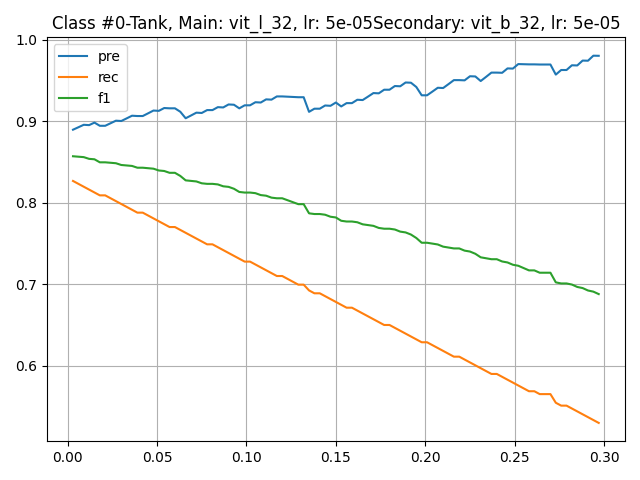 Class #0-Tank, Main: vit_l_32, lr: 5e-05Secondary: vit_b_32, lr: 5e-05
pre
rec
f1
1.0
0.9
0.8
0.7
0.6
0.00 0.05 0.10 0.15 0.20 0.25 0.30